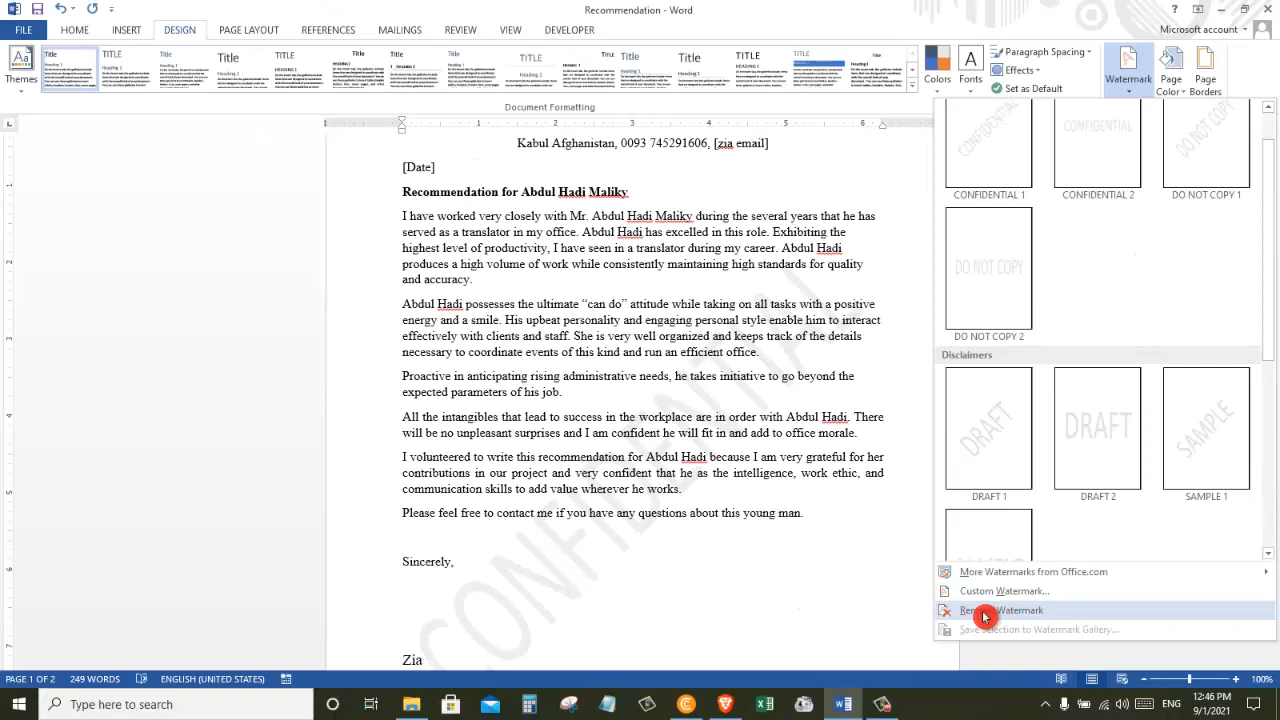 Recommendation - Word
FILE HOME INSERT DESIGN PAGE LAYOUT REFERENCES MAILINGS REVIEW VIEW DEVELOPER
Microsoft account
Themes
Colors
Fonts
Paragraph Spacing
Effects
Set as Default
Watermark
Page Color
Page Borders
Document Formatting
Kabul Afghanistan, 0093 745291606, [zia email]
[Date]
Recommendation for Abdul Hadi Maliky
I have worked very closely with Mr. Abdul Hadi Maliky during the several years that he has
served as a translator in my office. Abdul Hadi has excelled in this role. Exhibiting the
highest level of productivity, I have seen in a translator during my career. Abdul Hadi
produces a high volume of work while consistently maintaining high standards for quality
and accuracy.
Abdul Hadi possesses the ultimate “can do” attitude while taking on all tasks with a positive
energy and a smile. His upbeat personality and engaging personal style enable him to interact
effectively with clients and staff. She is very well organized and keeps track of the details
necessary to coordinate events of this kind and run an efficient office.
Proactive in anticipating rising administrative needs, he takes initiative to go beyond the
expected parameters of his job.
All the intangibles that lead to success in the workplace are in order with Abdul Hadi. There
will be no unpleasant surprises and I am confident he will fit in and add to office morale.
I volunteered to write this recommendation for Abdul Hadi because I am very grateful for her
contributions in our project and very confident that he as the intelligence, work ethic, and
communication skills to add value wherever he works.
Please feel free to contact me if you have any questions about this young man.
Sincerely,
Zia
CONFIDENTIAL
CONFIDENTIAL
CONFIDENTIAL
DO NOT COPY
CONFIDENTIAL 1
CONFIDENTIAL 2
DO NOT COPY 1
DO NOT COPY
DO NOT COPY 2
Disclaimers
DRAFT
DRAFT
SAMPLE
DRAFT 1
DRAFT 2
SAMPLE 1
More Watermarks from Office.com
Custom Watermark...
Watermark
Save Selection to Watermark Gallery...
PAGE 1 OF 2 249 WORDS ENGLISH (UNITED STATES)
100%
Type here to search
ENG
12:46 PM
9/1/2021